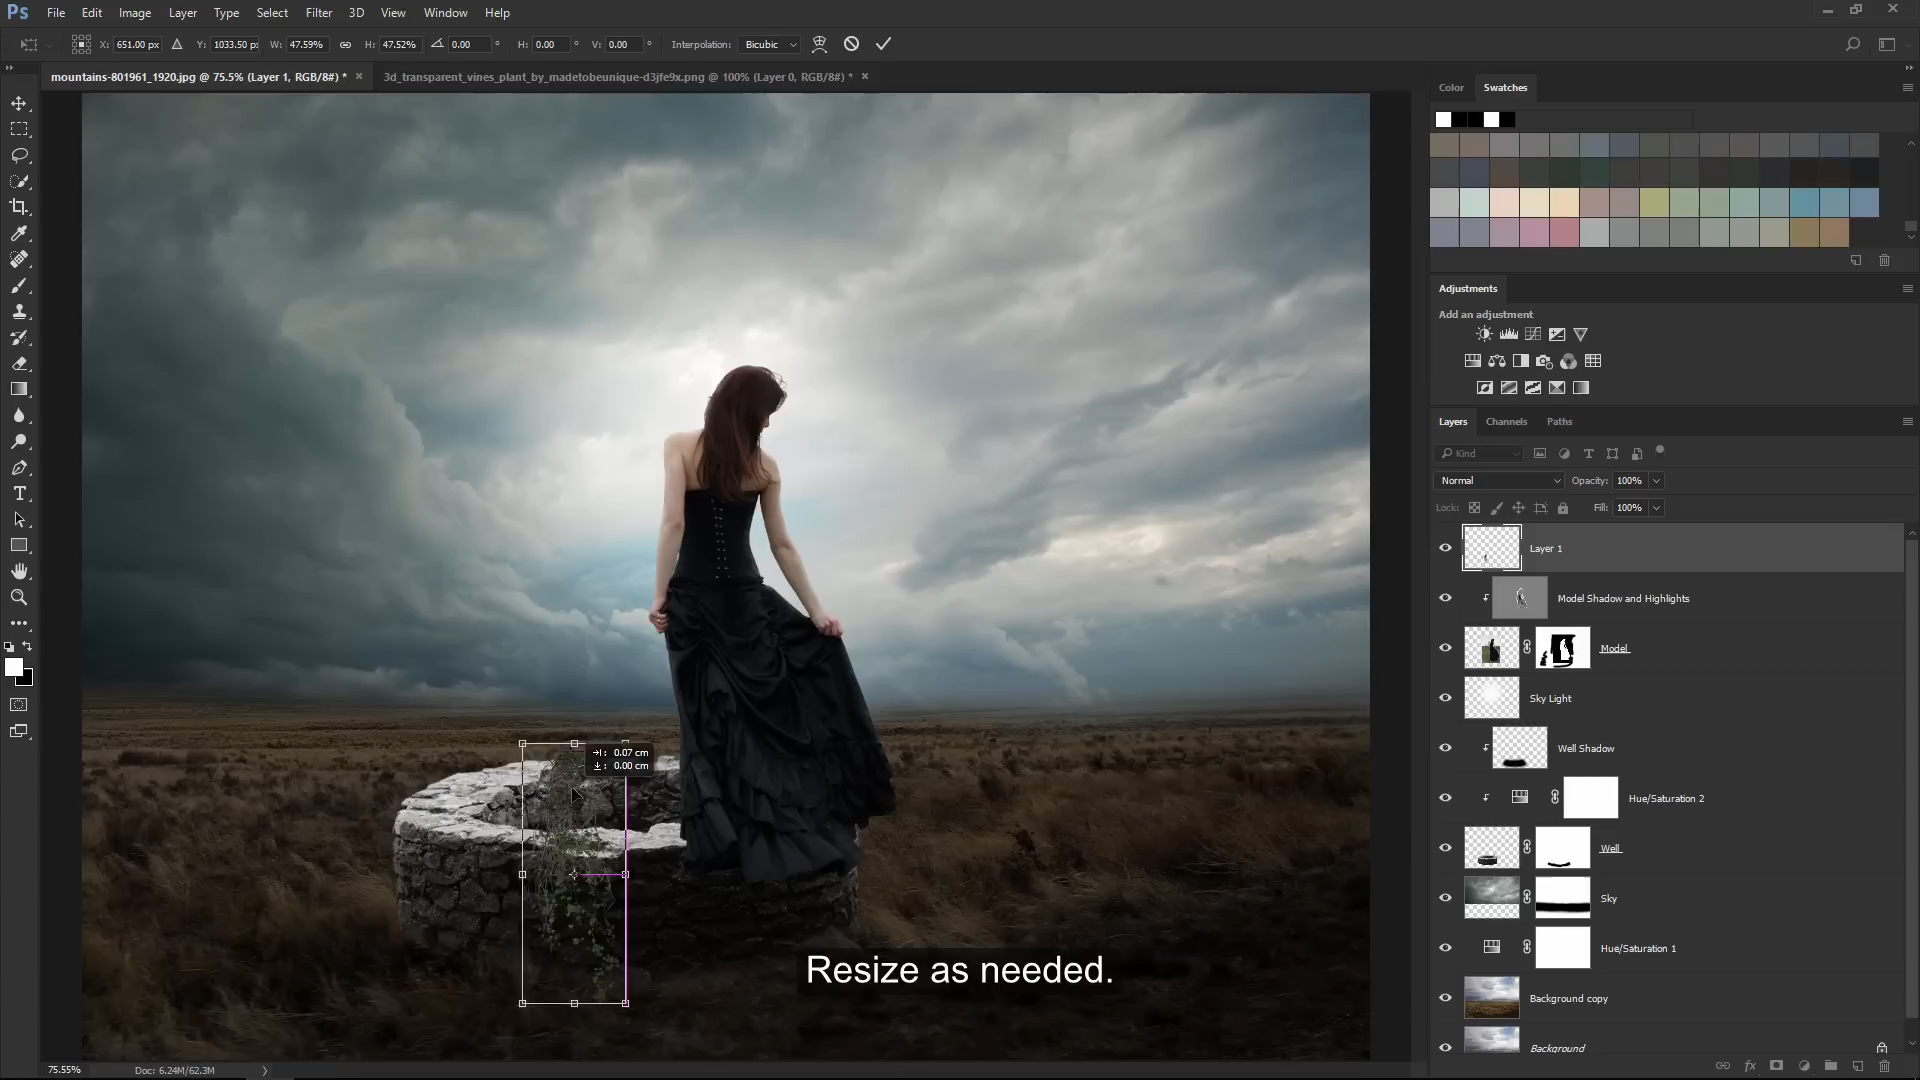 Ps File Edit Image Layer Type Select Filter 3D View Window Help
X: 651.00 px Y: 1033.50 p: W: 47.59% H: 47.52% 0.00 ° H: 0.00 ° V: 0.00 ° Interpolation: Bicubic
mountains-801961_1920.jpg @ 75.5% (Layer 1, RGB/8#) * × 3d_transparent_vines_plant_by_madetobeunique-d3jfe9x.png @ 100% (Layer 0, RGB/8#) * ×
Color Swatches
Adjustments
Add an adjustment
Layers Channels Paths
Kind
Normal Opacity: 100%
Lock: Fill: 100%
Layer 1
Model Shadow and Highlights
Model
Sky Light
Well Shadow
Hue/Saturation 2
Well
Sky
Hue/Saturation 1
Background copy
Background
0.07 cm
0.00 cm
Resize as needed.
75.55% Doc: 6.24M/62.3M